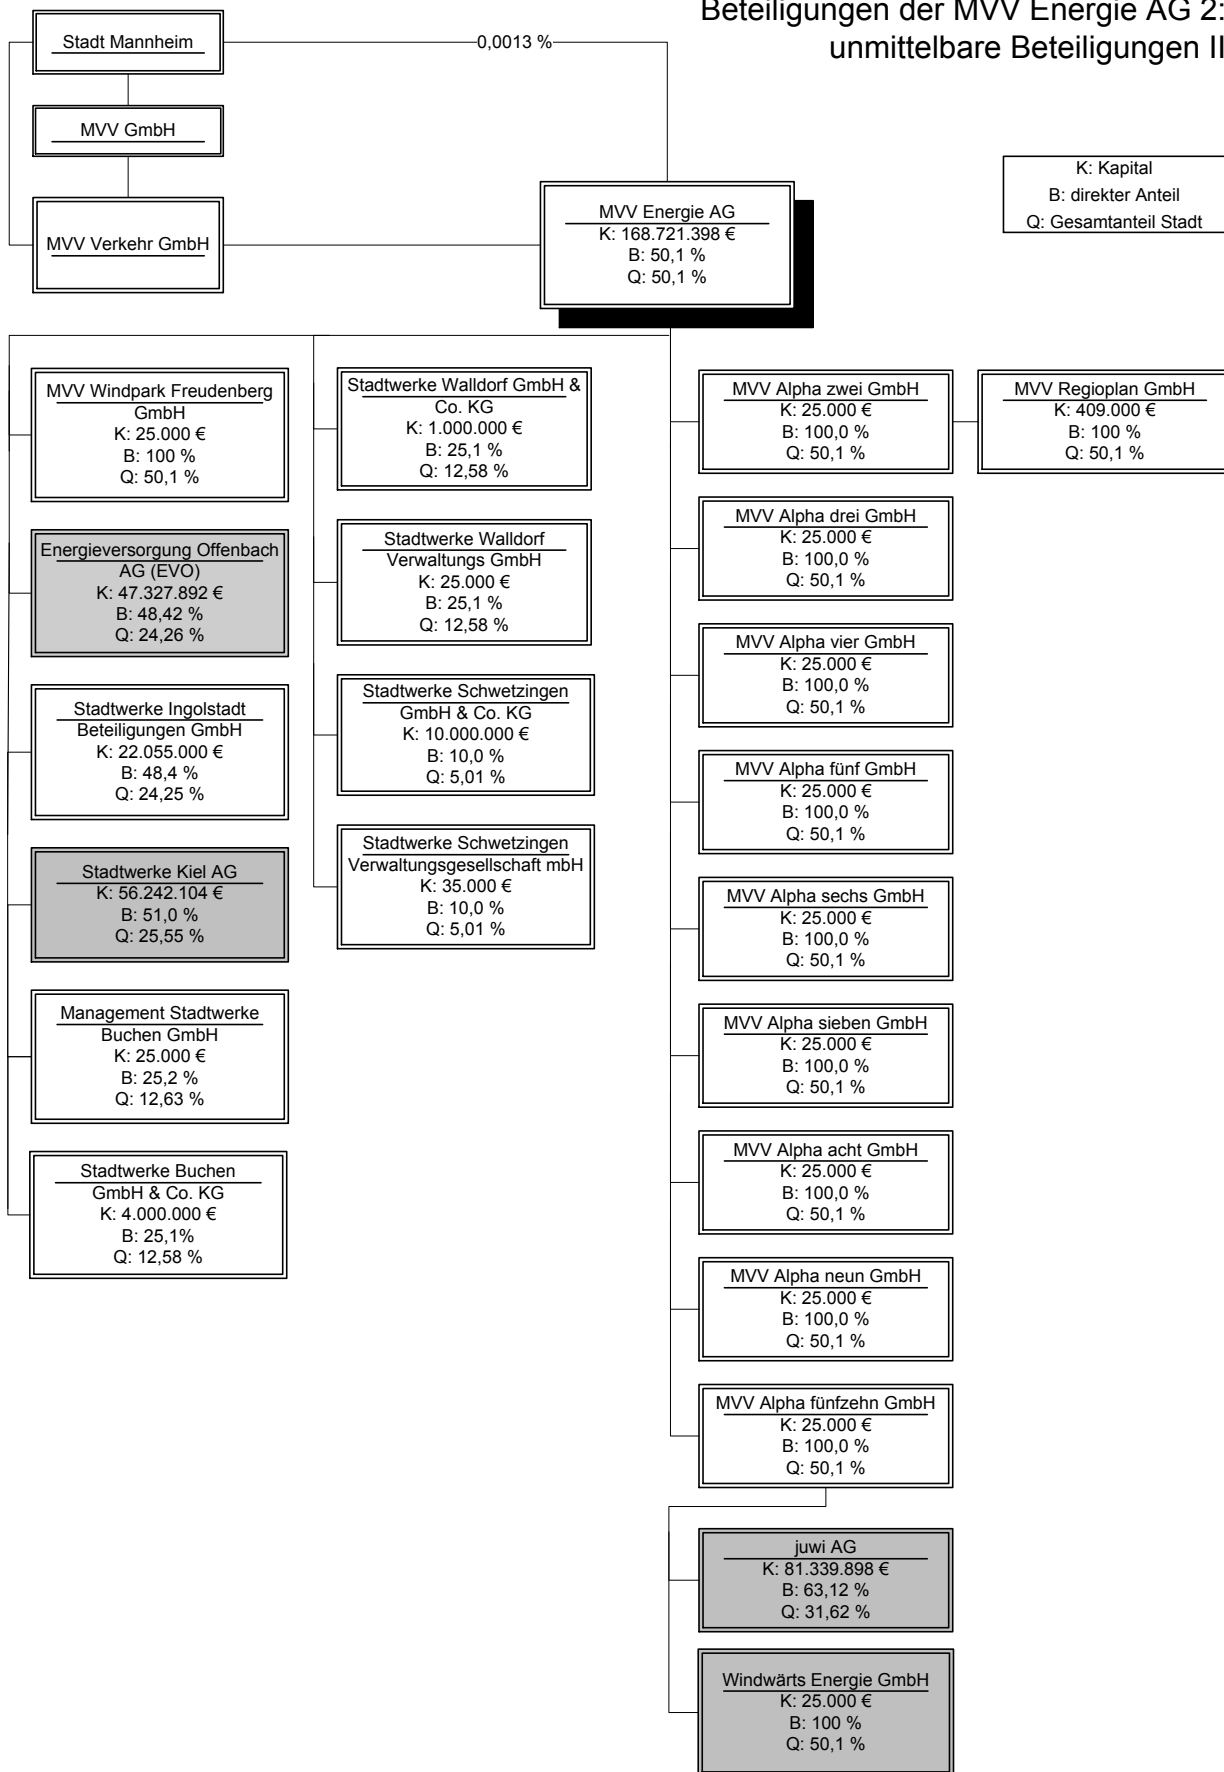 Beteiligungen der MVV Energie AG 2:
unmittelbare Beteiligungen II
Stadt Mannheim
0,0013 %
MVV GmbH
MVV Verkehr GmbH
MVV Energie AG
K: 168.721.398 €
B: 50,1 %
Q: 50,1 %
K: Kapital
B: direkter Anteil
Q: Gesamtanteil Stadt
MVV Windpark Freudenberg
GmbH
K: 25.000 €
B: 100 %
Q: 50,1 %
Energieversorgung Offenbach
AG (EVO)
K: 47.327.892 €
B: 48,42 %
Q: 24,26 %
Stadtwerke Ingolstadt
Beteiligungen GmbH
K: 22.055.000 €
B: 48,4 %
Q: 24,25 %
Stadtwerke Kiel AG
K: 56.242.104 €
B: 51,0 %
Q: 25,55 %
Management Stadtwerke
Buchen GmbH
K: 25.000 €
B: 25,2 %
Q: 12,63 %
Stadtwerke Buchen
GmbH & Co. KG
K: 4.000.000 €
B: 25,1%
Q: 12,58 %
Stadtwerke Walldorf GmbH &
Co. KG
K: 1.000.000 €
B: 25,1 %
Q: 12,58 %
Stadtwerke Walldorf
Verwaltungs GmbH
K: 25.000 €
B: 25,1 %
Q: 12,58 %
Stadtwerke Schwetzingen
GmbH & Co. KG
K: 10.000.000 €
B: 10,0 %
Q: 5,01 %
Stadtwerke Schwetzingen
Verwaltungsgesellschaft mbH
K: 35.000 €
B: 10,0 %
Q: 5,01 %
MVV Alpha zwei GmbH
K: 25.000 €
B: 100,0 %
Q: 50,1 %
MVV Regioplan GmbH
K: 409.000 €
B: 100 %
Q: 50,1 %
MVV Alpha drei GmbH
K: 25.000 €
B: 100,0 %
Q: 50,1 %
MVV Alpha vier GmbH
K: 25.000 €
B: 100,0 %
Q: 50,1 %
MVV Alpha fünf GmbH
K: 25.000 €
B: 100,0 %
Q: 50,1 %
MVV Alpha sechs GmbH
K: 25.000 €
B: 100,0 %
Q: 50,1 %
MVV Alpha sieben GmbH
K: 25.000 €
B: 100,0 %
Q: 50,1 %
MVV Alpha acht GmbH
K: 25.000 €
B: 100,0 %
Q: 50,1 %
MVV Alpha neun GmbH
K: 25.000 €
B: 100,0 %
Q: 50,1 %
MVV Alpha fünfzehn GmbH
K: 25.000 €
B: 100,0 %
Q: 50,1 %
juwi AG
K: 81.339.898 €
B: 63,12 %
Q: 31,62 %
Windwärts Energie GmbH
K: 25.000 €
B: 100 %
Q: 50,1 %